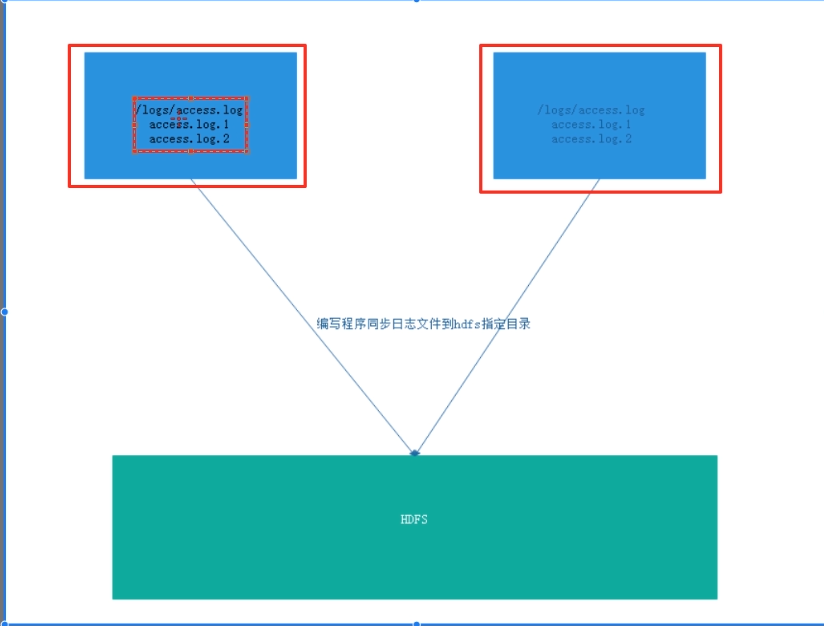 /logs/access.log
access.log.1
access.log.2
/logs/access.log
access.log.1
access.log.2
编写程序同步日志文件到hdfs指定目录
HDFS